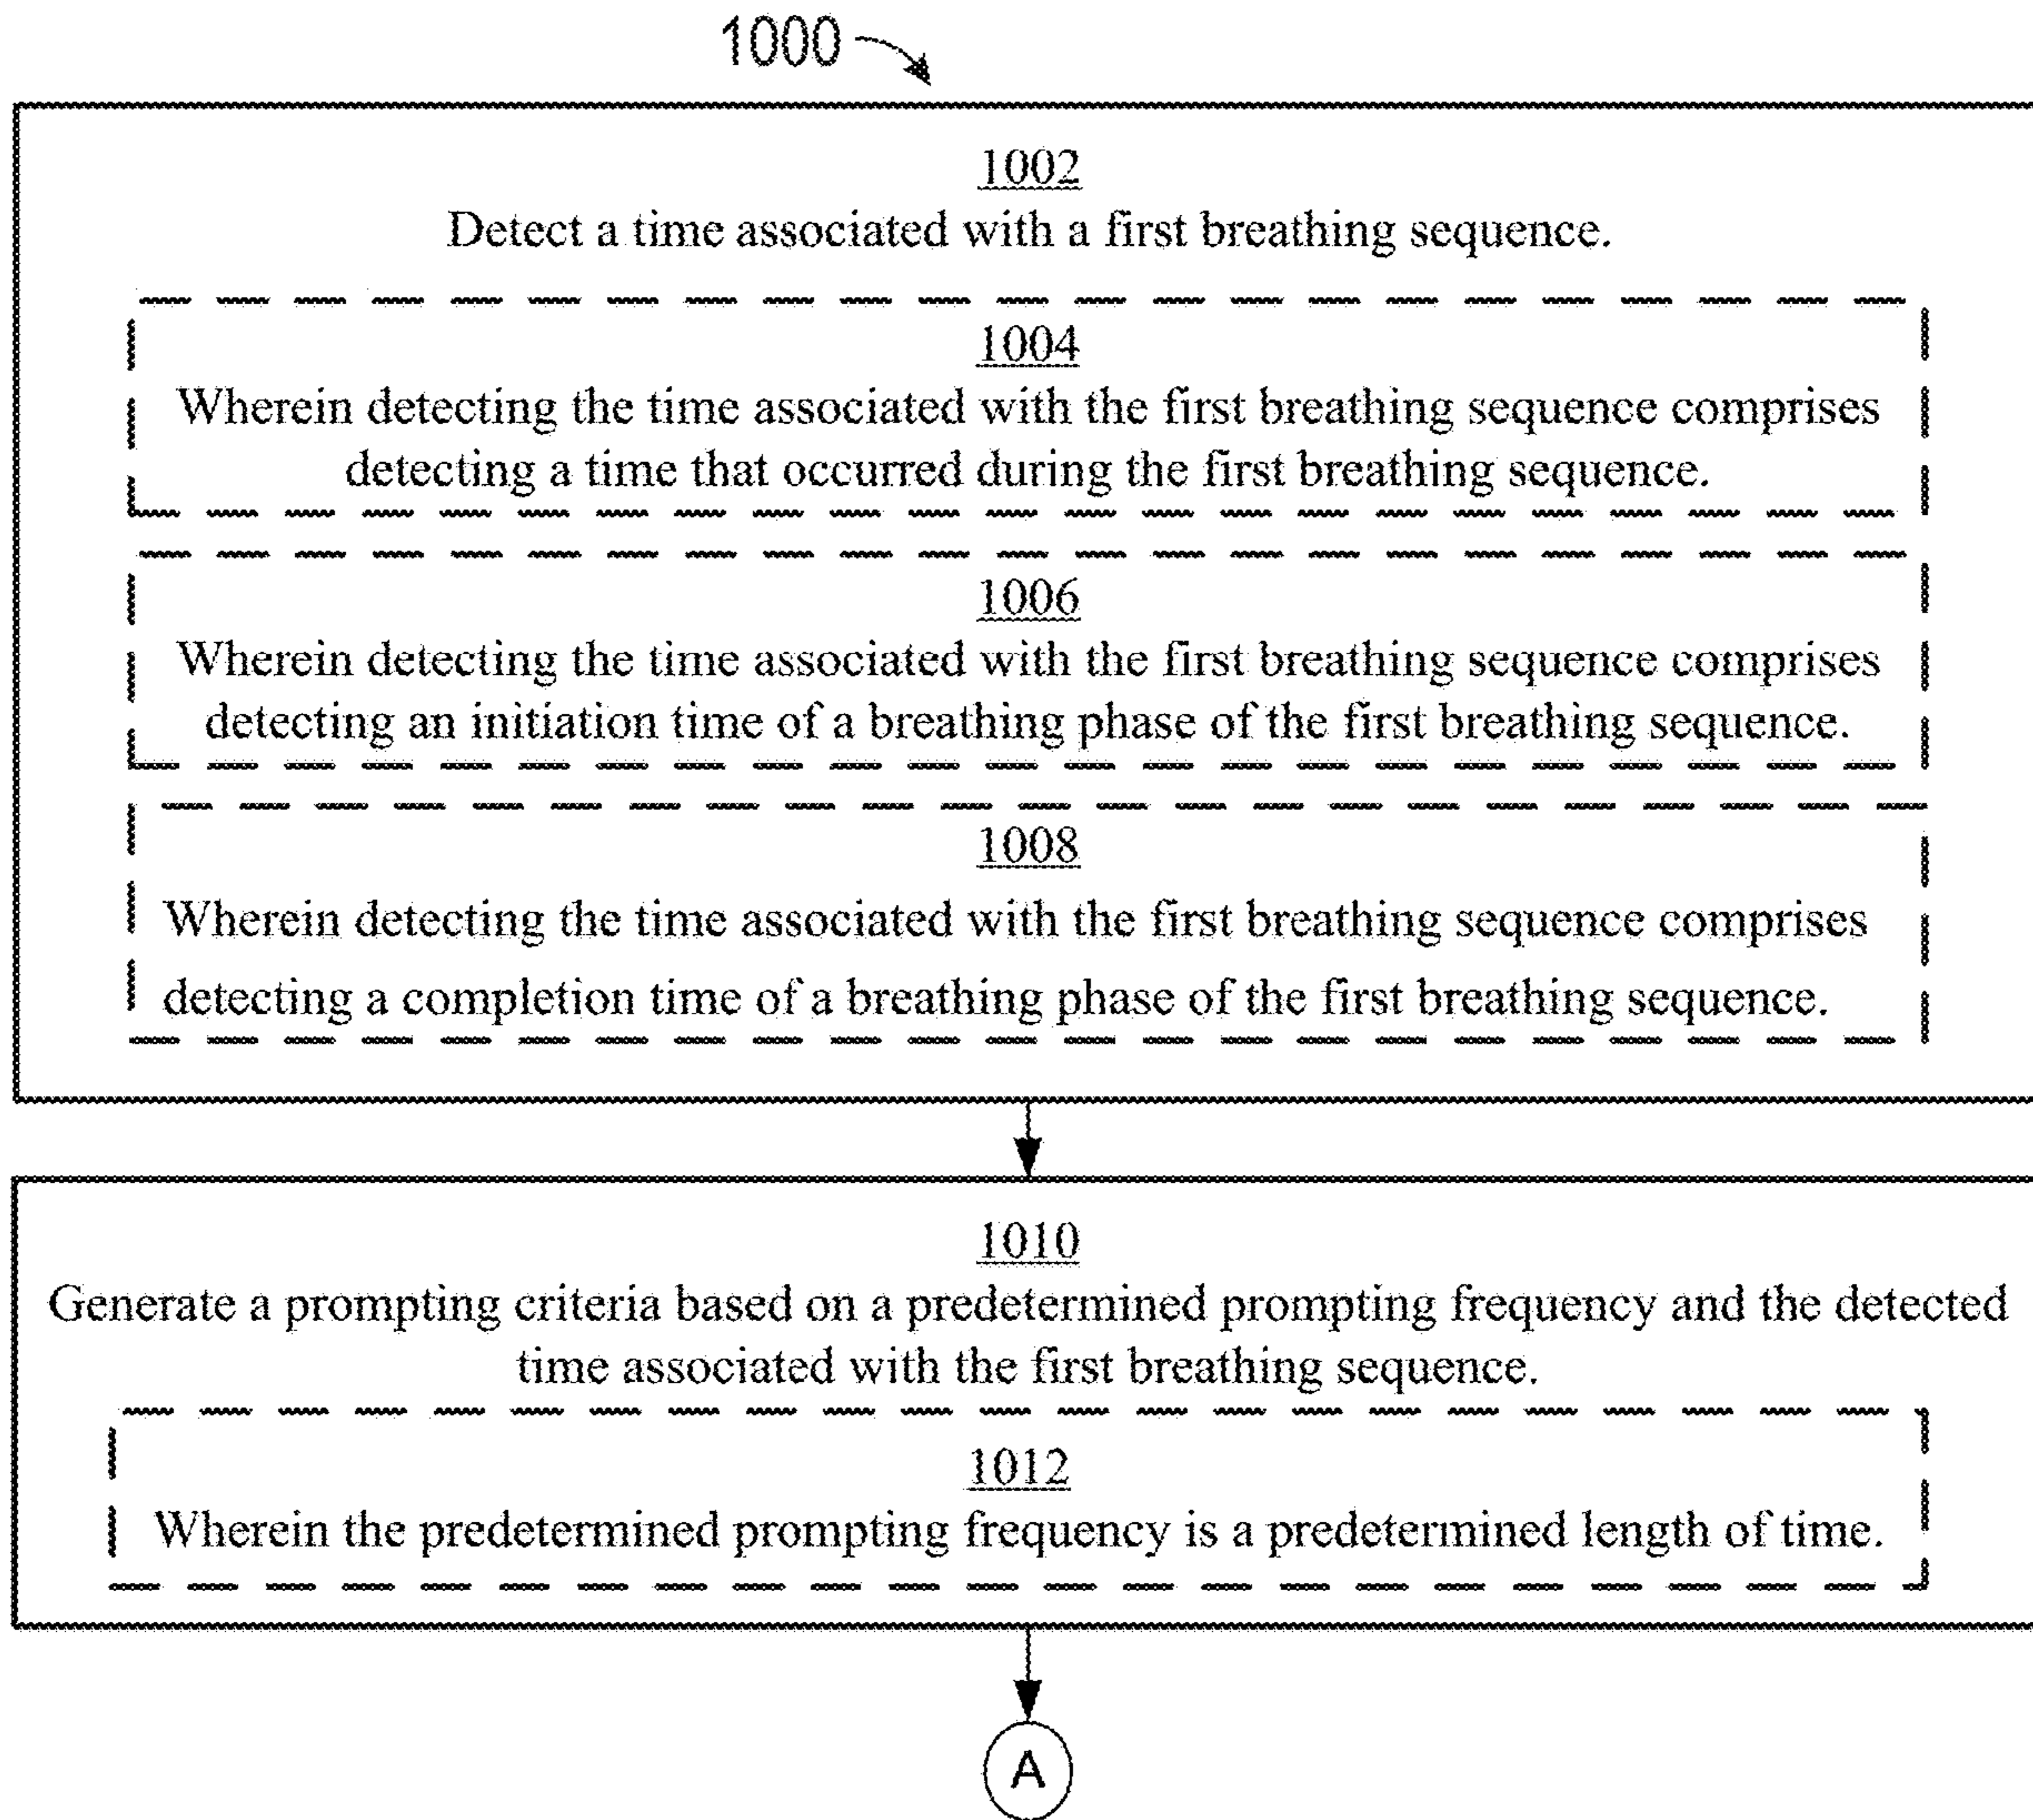 1000
1002
Detect a time associated with a first breathing sequence.
1004
Wherein detecting the time associated with the first breathing sequence comprises
detecting a time that occurred during the first breathing sequence.
1006
Wherein detecting the time associated with the first breathing sequence comprises
detecting an initiation time of a breathing phase of the first breathing sequence.
1008
Wherein detecting the time associated with the first breathing sequence comprises
detecting a completion time of a breathing phase of the first breathing sequence.
1010
Generate a prompting criteria based on a predetermined prompting frequency and the detected
time associated with the first breathing sequence.
1012
Wherein the predetermined prompting frequency is a predetermined length of time.
A